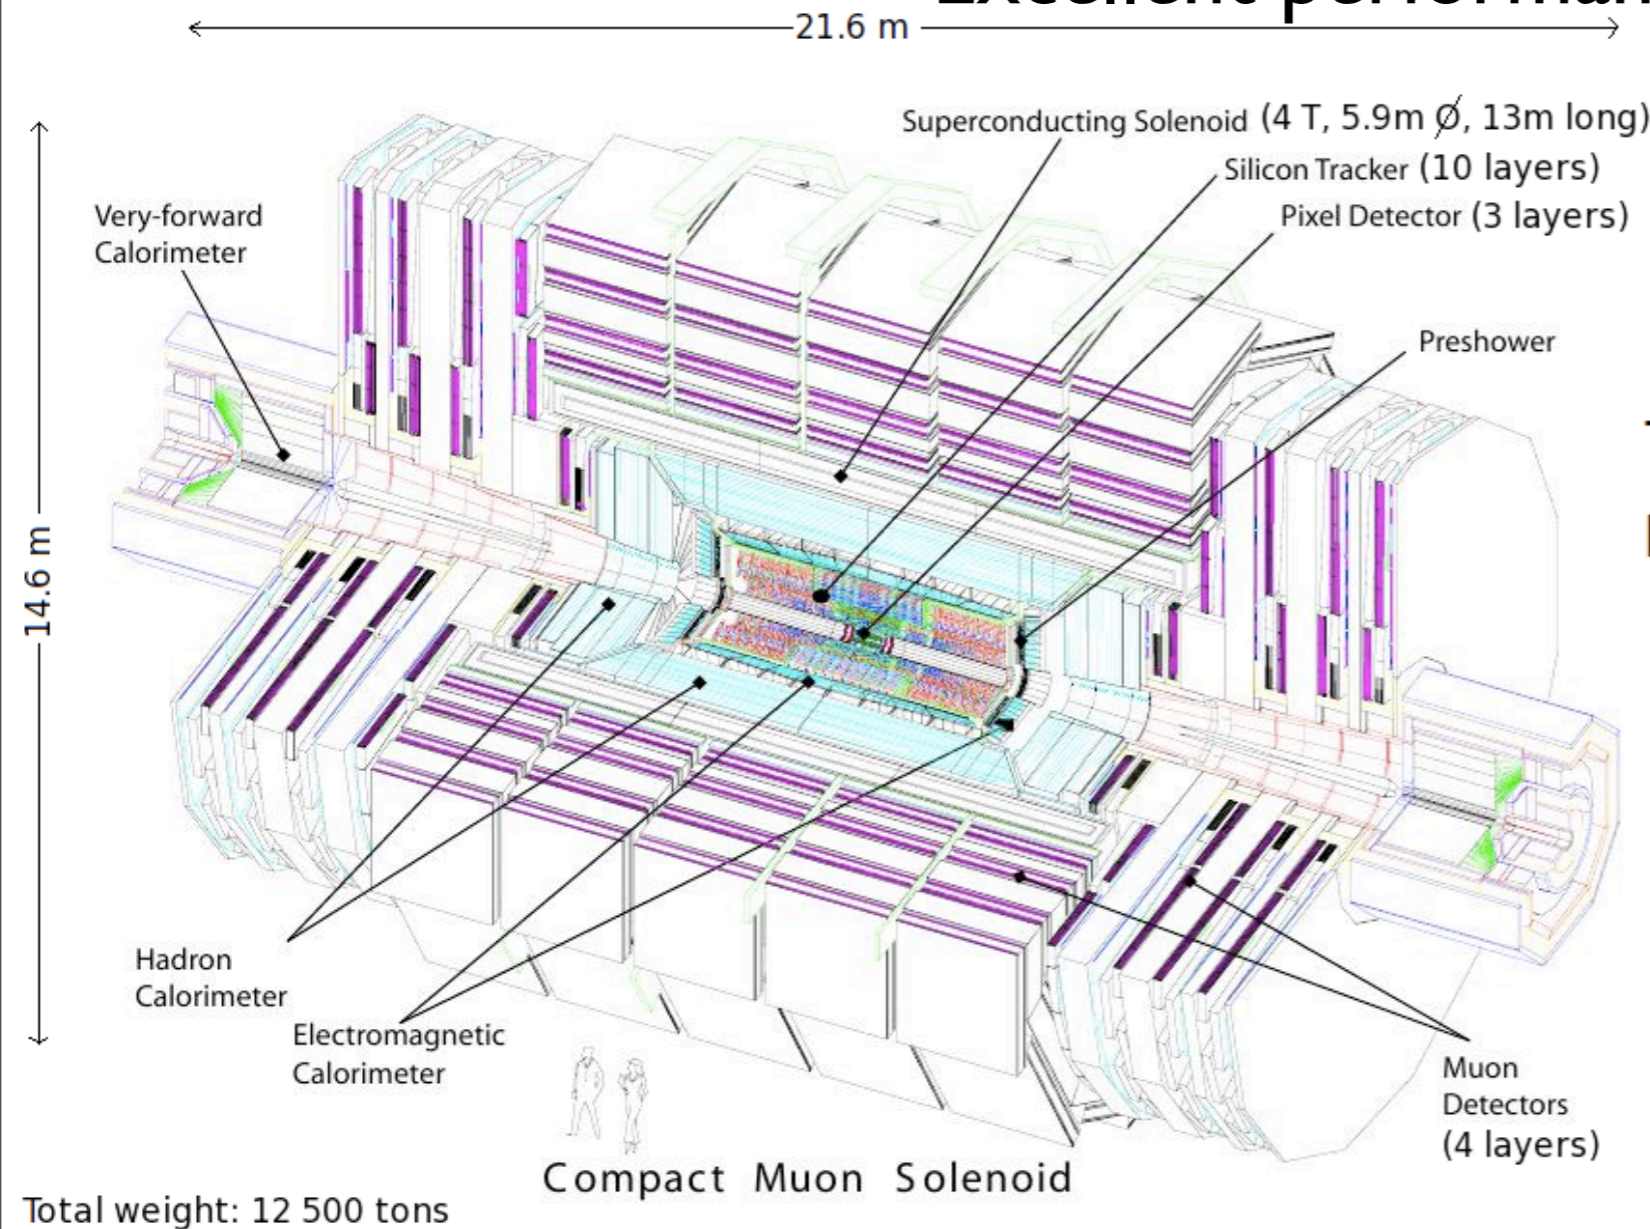 Excellent performan
21.6 m
Superconducting Solenoid (4 T, 5.9m Ø, 13m long)
Silicon Tracker (10 layers)
Pixel Detector (3 layers)
Very-forward
Calorimeter
Preshower
14.6 m
Hadron
Calorimeter
Electromagnetic
Calorimeter
Muon
Detectors
(4 layers)
Compact Muon Solenoid
Total weight: 12 500 tons